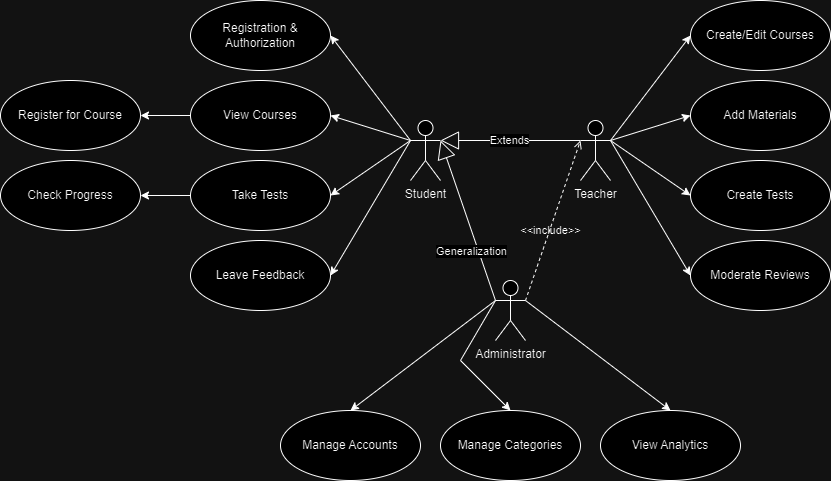 Registration &
Authorization
Create/Edit Courses
Register for Course
View Courses
Add Materials
Extends
Check Progress
Take Tests
Student
Teacher
Create Tests
<<include>>
Generalization
Leave Feedback
Moderate Reviews
Administrator
Manage Accounts
Manage Categories
View Analytics